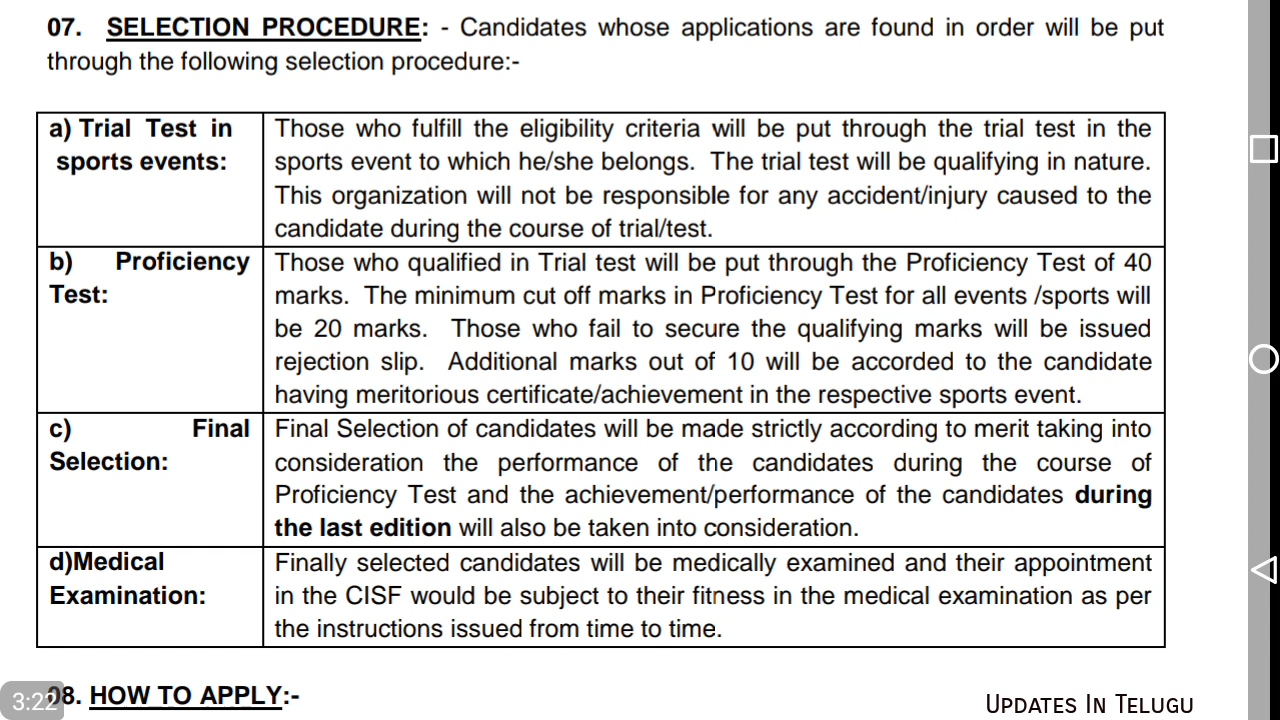 07. SELECTION PROCEDURE: - Candidates whose applications are found in order will be put
through the following selection procedure:-
a) Trial Test in
sports events:
Those who fulfill the eligibility criteria will be put through the trial test in the
sports event to which he/she belongs. The trial test will be qualifying in nature.
This organization will not be responsible for any accident/injury caused to the
candidate during the course of trial/test.
b) Proficiency
Test:
Those who qualified in Trial test will be put through the Proficiency Test of 40
marks. The minimum cut off marks in Proficiency Test for all events /sports will
be 20 marks. Those who fail to secure the qualifying marks will be issued
rejection slip. Additional marks out of 10 will be accorded to the candidate
having meritorious certificate/achievement in the respective sports event.
c) Final
Selection:
Final Selection of candidates will be made strictly according to merit taking into
consideration the performance of the candidates during the course of
Proficiency Test and the achievement/performance of the candidates during
the last edition will also be taken into consideration.
d)Medical
Examination:
Finally selected candidates will be medically examined and their appointment
in the CISF would be subject to their fitness in the medical examination as per
the instructions issued from time to time.
08. HOW TO APPLY:-
3:22
UPDATES IN TELUGU